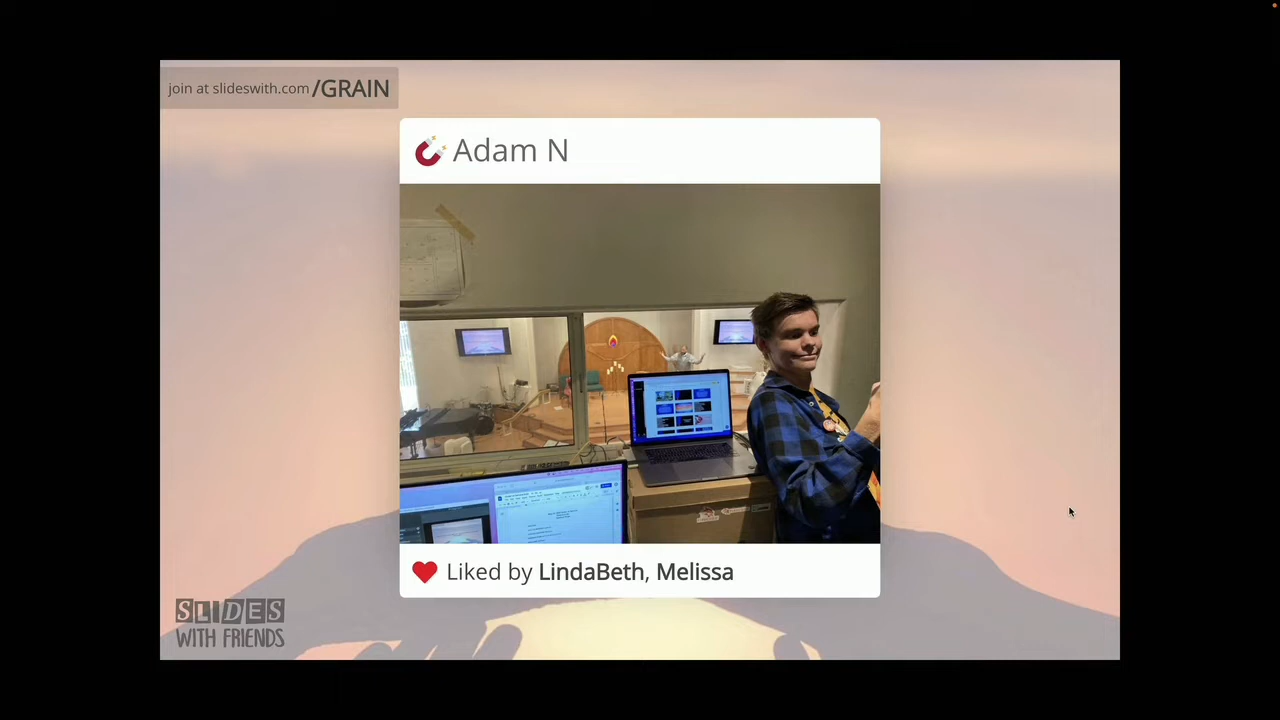 join at slideswith.com/GRAIN
Adam N
Liked by LindaBeth, Melissa
SLIDES
WITH FRIENDS